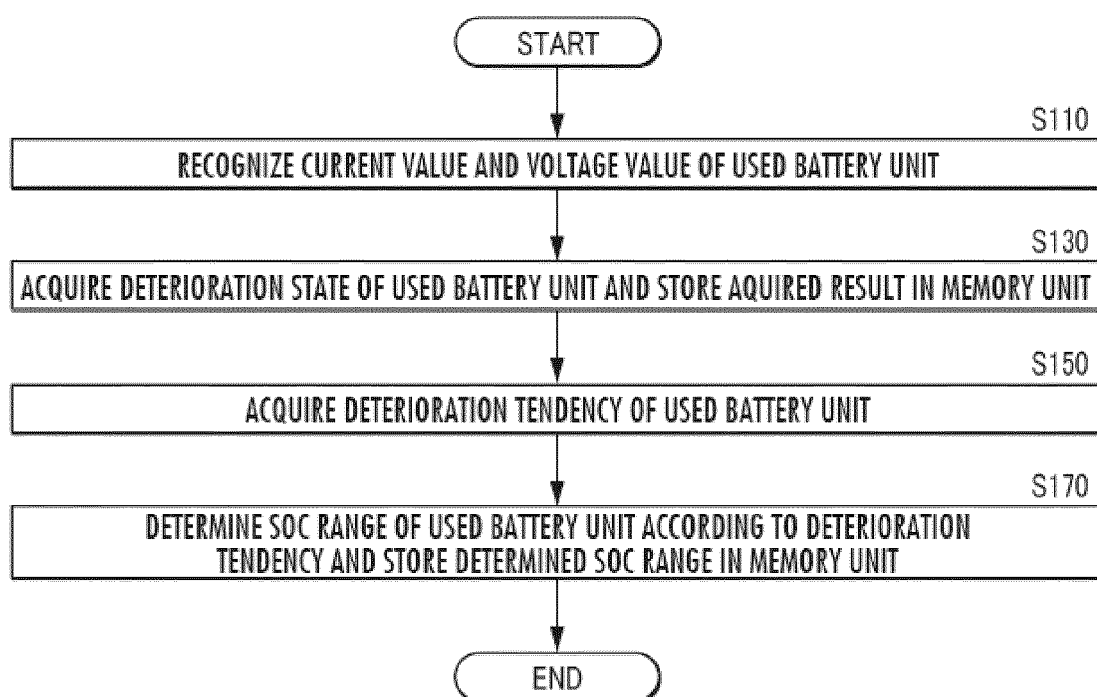 START
S110
RECOGNIZE CURRENT VALUE AND VOLTAGE VALUE OF USED BATTERY UNIT
S130
ACQUIRE DETERIORATION STATE OF USED BATTERY UNIT AND STORE AQUIRED RESULT IN MEMORY UNIT
S150
ACQUIRE DETERIORATION TENDENCY OF USED BATTERY UNIT
S170
DETERMINE SOC RANGE OF USED BATTERY UNIT ACCORDING TO DETERIORATION
TENDENCY AND STORE DETERMINED SOC RANGE IN MEMORY UNIT
END